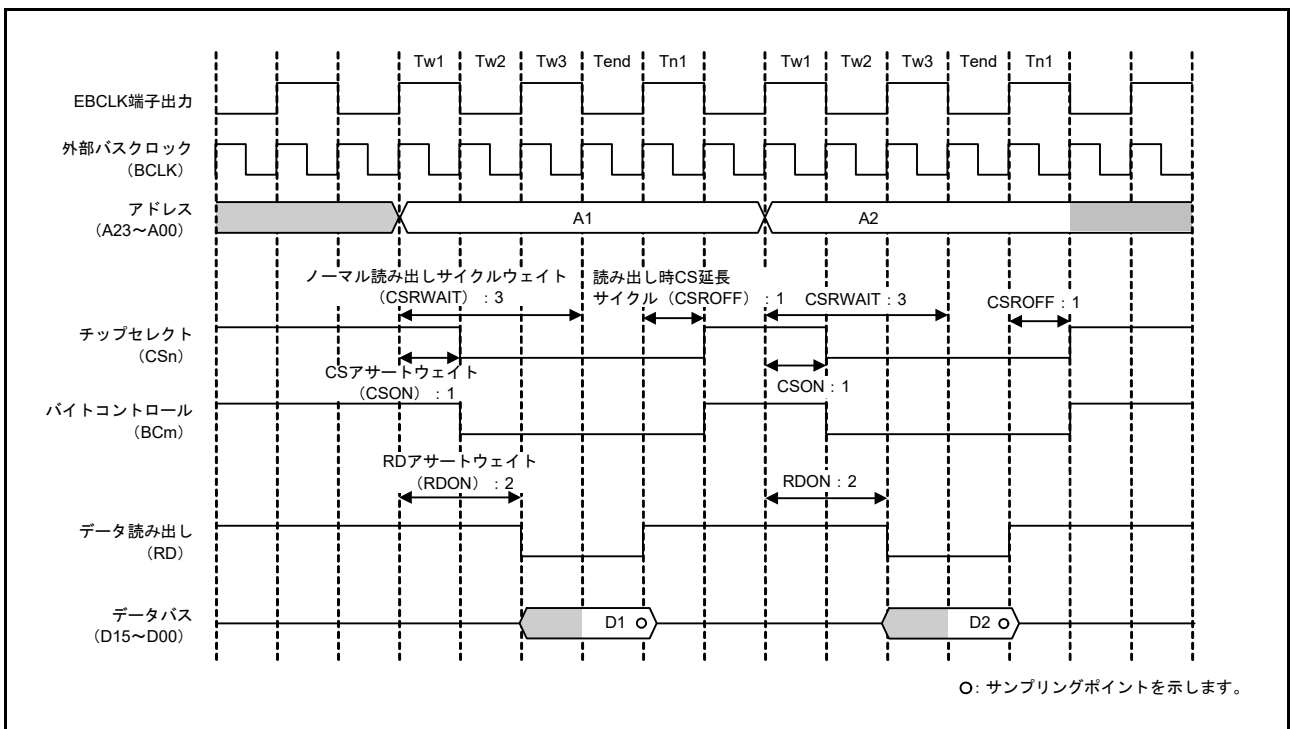 Tw1 Tw2 Tw3 Tend Tn1 Tw1 Tw2 Tw3 Tend Tn1
EBCLK端子出力
外部バスクロック
（BCLK）
アドレス
（A23～A00）
A1 A2
ノーマル読み出しサイクルウェイト
（CSRWAIT）：3
読み出し時CS延長
サイクル（CSROFF）：1
CSRWAIT：3
CSROFF：1
チップセレクト
（CSn）
CSアサートウェイト
（CSON）：1
CSON：1
バイトコントロール
（BCm）
RDアサートウェイト
（RDON）：2
RDON：2
データ読み出し
（RD）
データバス
（D15～D00）
D1 D2
O: サンプリングポイントを示します。